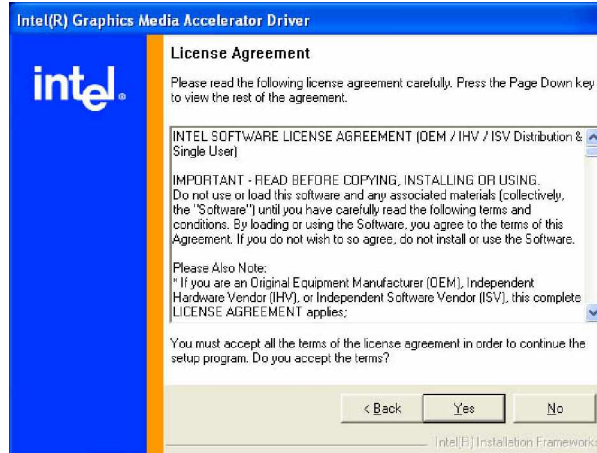 Intel(R) Graphics Media Accelerator Driver
intel.
License Agreement
Please read the following license agreement carefully. Press the Page Down key
to view the rest of the agreement.
INTEL SOFTWARE LICENSE AGREEMENT (OEM / IHV / ISV Distribution &
Single User)
IMPORTANT - READ BEFORE COPYING, INSTALLING OR USING.
Do not use or load this software and any associated materials (collectively,
the "Software") until you have carefully read the following terms and
conditions. By loading or using the Software, you agree to the terms of this
Agreement. If you do not wish to so agree, do not install or use the Software.
Please Also Note:
* If you are an Original Equipment Manufacturer (OEM), Independent
Hardware Vendor (IHV), or Independent Software Vendor (ISV), this complete
LICENSE AGREEMENT applies;
You must accept all the terms of the license agreement in order to continue the
setup program. Do you accept the terms?
< Back Yes No
Intel(R) Installation Frameworks